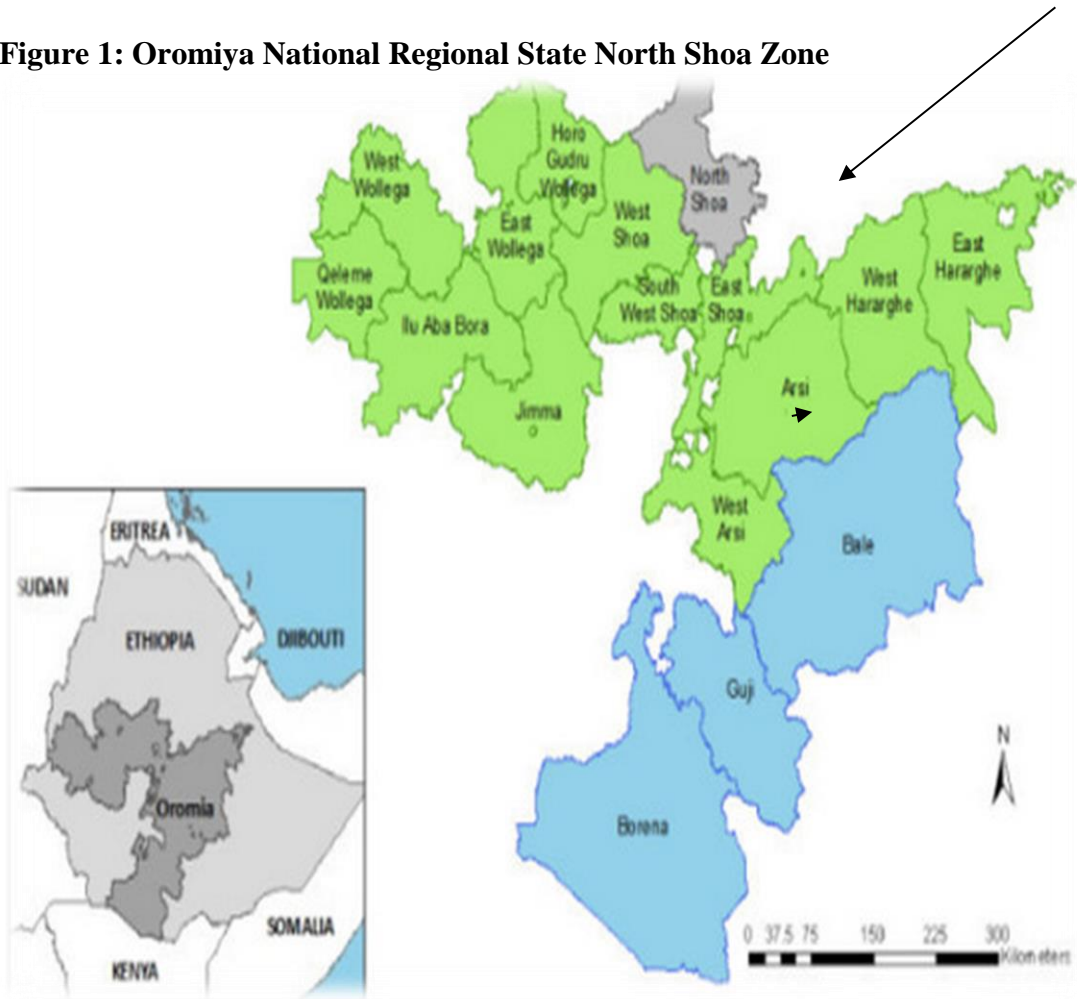 Figure 1: Oromiya National Regional State North Shoa Zone
Horo
Gudru
Wollega
West
Wollega
North
Shoa
West
Shoa
East
Wollega
East
Hararghe
West
Hararghe
Qeleme
Wollega
South
West Shoa
East
Shoa
Ilu Aba Bora
Arsi
Jimma
West
Arsi
Bale
Guji
Borena
ERITREA
SUDAN
ETHIOPIA
DJIBOUTI
Oromia
SOMALIA
KENYA
N
0 37.5 75 150 225 300
Kilometers